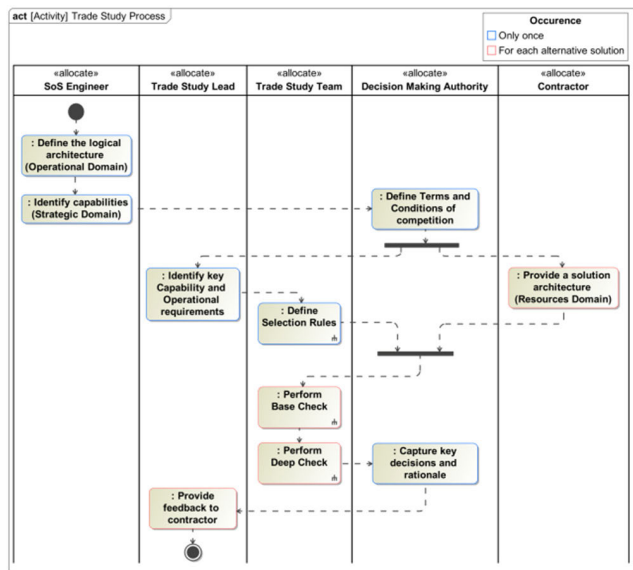 act [Activity] Trade Study Process
Occurence
Only once
For each alternative solution
«allocate»
SoS Engineer
«allocate»
Trade Study Lead
«allocate»
Trade Study Team
«allocate»
Decision Making Authority
«allocate»
Contractor
: Define the logical
architecture
(Operational Domain)
: Identify capabilities
(Strategic Domain)
: Define Terms and
Conditions of
competition
: Identify key
Capability and
Operational
requirements
: Provide a solution
architecture
(Resources Domain)
: Define
Selection Rules
: Perform
Base Check
: Perform
Deep Check
: Capture key
decisions and
rationale
: Provide
feedback to
contractor